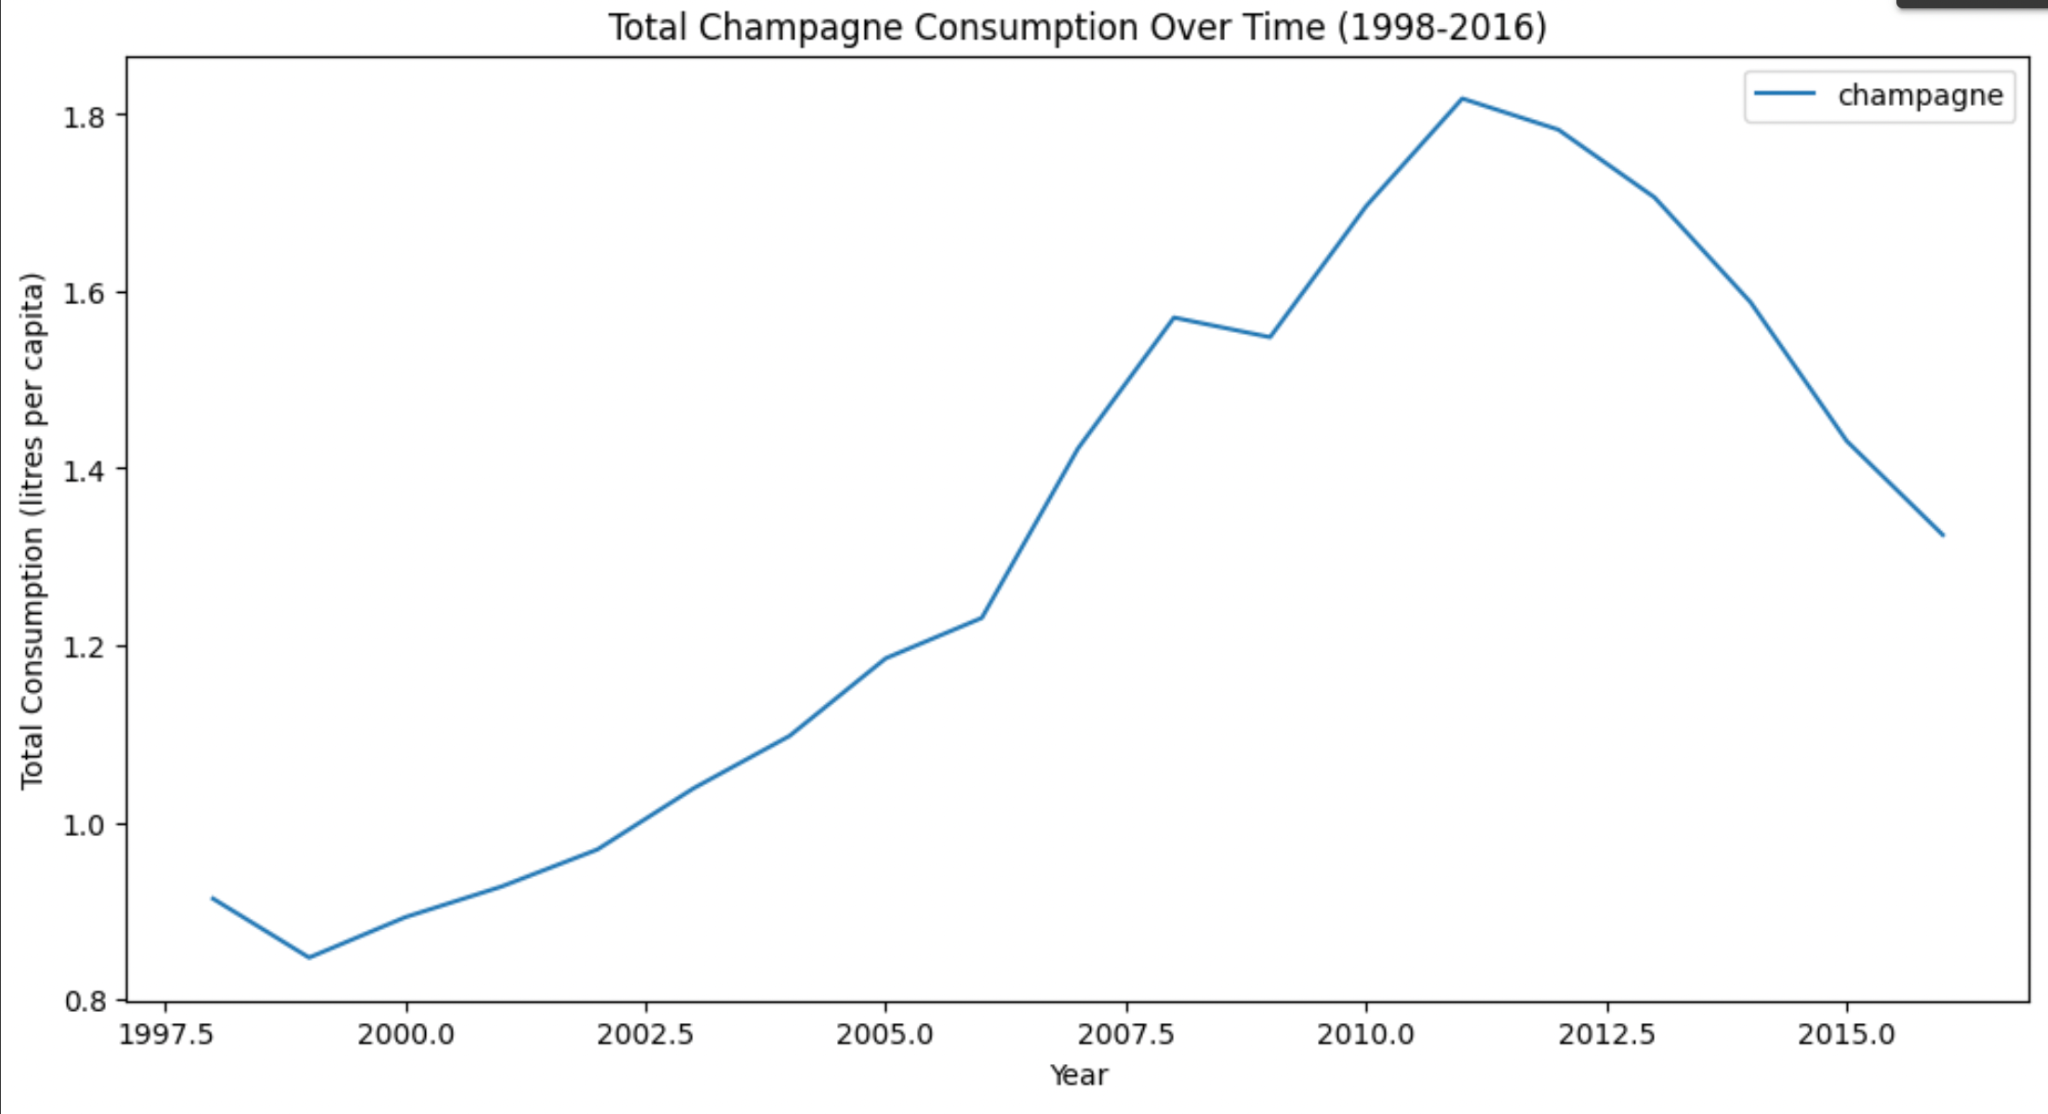 Total Champagne Consumption Over Time (1998-2016)
champagne
1.8
1.6
1.4
1.2
1.0
0.8
Total Consumption (litres per capita)
1997.5 2000.0 2002.5 2005.0 2007.5 2010.0 2012.5 2015.0
Year